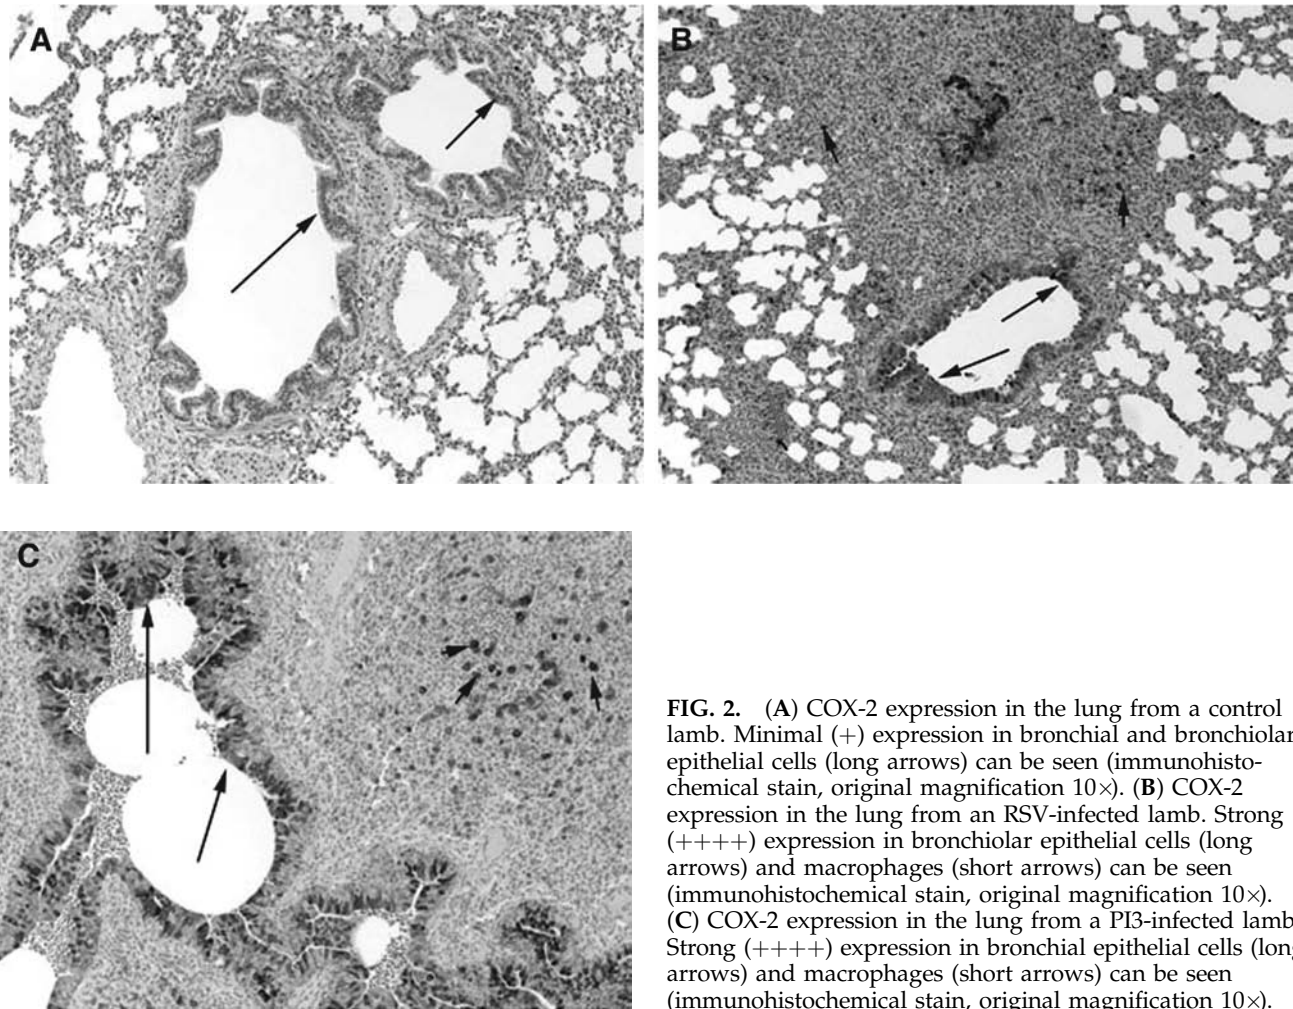 A
B
C
FIG. 2. (A) COX-2 expression in the lung from a control
lamb. Minimal (+) expression in bronchial and bronchiolar
epithelial cells (long arrows) can be seen (immunohisto-
chemical stain, original magnification 10×). (B) COX-2
expression in the lung from an RSV-infected lamb. Strong
(++++) expression in bronchiolar epithelial cells (long
arrows) and macrophages (short arrows) can be seen
(immunohistochemical stain, original magnification 10×).
(C) COX-2 expression in the lung from a PI3-infected lamb
Strong (++++) expression in bronchial epithelial cells (long
arrows) and macrophages (short arrows) can be seen
(immunohistochemical stain, original magnification 10×).